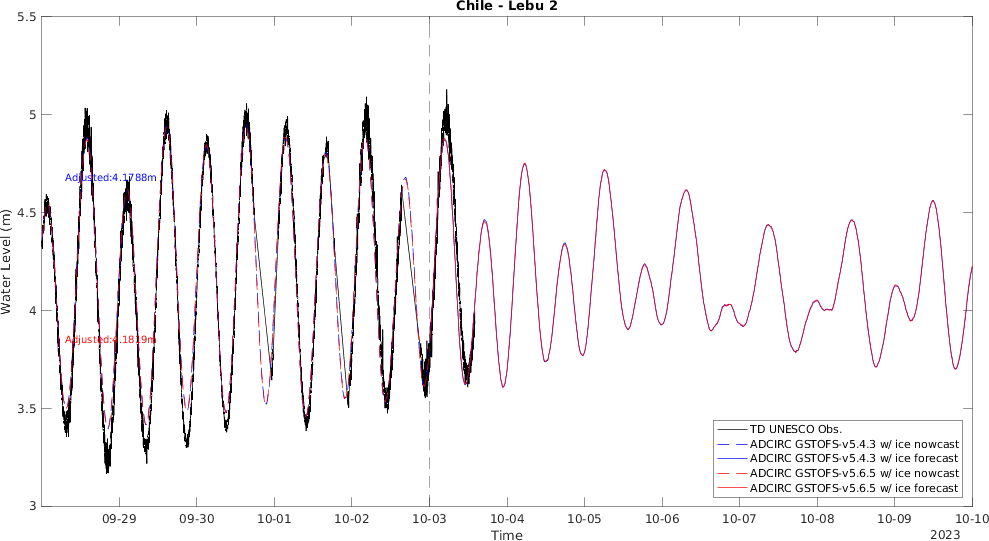 Chile - Lebu 2
5.5
5
4.5
4
3.5
3
Water Level (m)
Adjusted:4.1788m
Adjusted:4.1819m
TD UNESCO Obs.
ADCIRC GSTOFS-v5.4.3 w/ ice nowcast
ADCIRC GSTOFS-v5.4.3 w/ ice forecast
ADCIRC GSTOFS-v5.6.5 w/ ice nowcast
ADCIRC GSTOFS-v5.6.5 w/ ice forecast
09-29 09-30 10-01 10-02 10-03 10-04 10-05 10-06 10-07 10-08 10-09 10-10
Time
2023